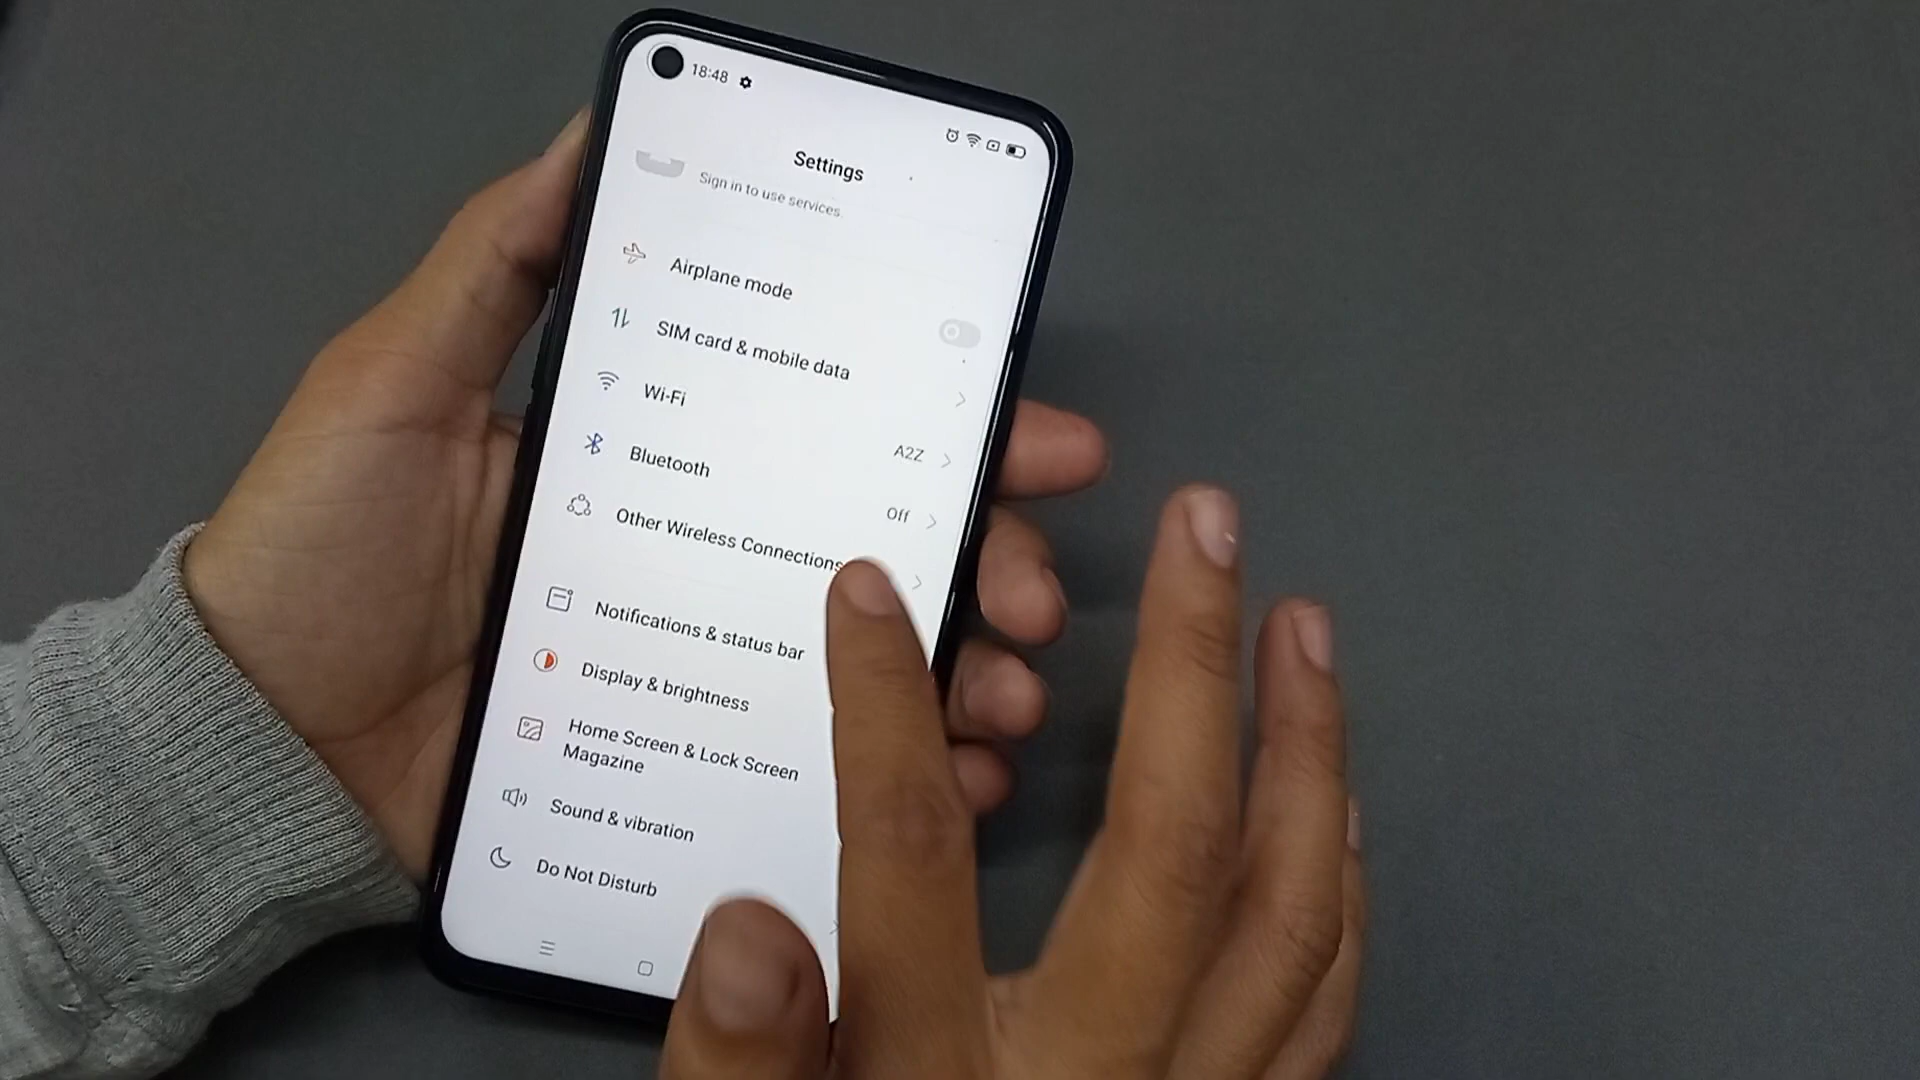 18:48
Settings
Sign in to use services.
Airplane mode
SIM card & mobile data
Wi-Fi
A2Z
Bluetooth
Off
Other Wireless Connections
Notifications & status bar
Display & brightness
Home Screen & Lock Screen
Magazine
Sound & vibration
Do Not Disturb